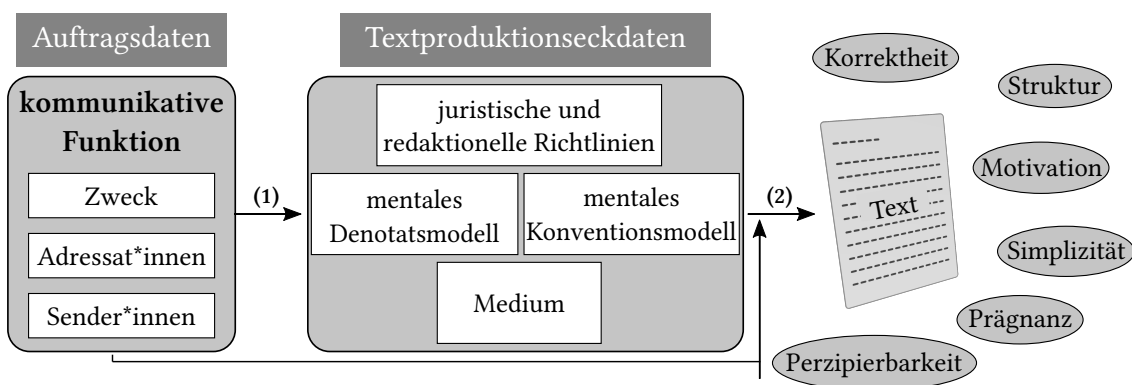 Auftragsdaten
Textproduktionseckdaten
kommunikative
Funktion
Zweck
Adressat*innen
Sender*innen
(1)
juristische und
redaktionelle Richtlinien
mentales
Denotatsmodell
mentales
Konventionsmodell
Medium
(2)
Text
Korrektheit
Struktur
Motivation
Simplizität
Prägnanz
Perzipierbarkeit